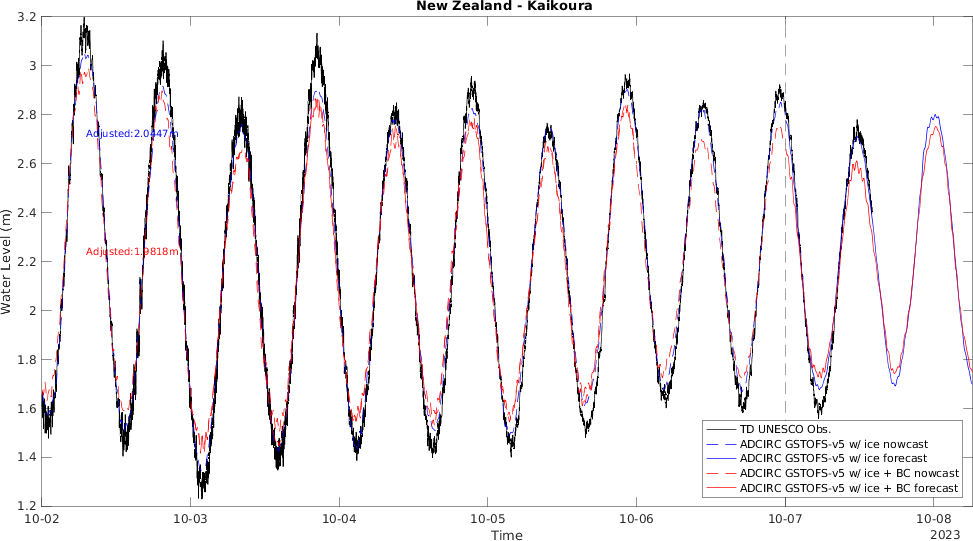 New Zealand - Kaikoura
3.2
3
2.8
2.6
2.4
2.2
2
1.8
1.6
1.4
1.2
Water Level (m)
Adjusted:2.0447m
Adjusted:1.9818m
TD UNESCO Obs.
ADCIRC GSTOFS-v5 w/ ice nowcast
ADCIRC GSTOFS-v5 w/ ice forecast
ADCIRC GSTOFS-v5 w/ ice + BC nowcast
ADCIRC GSTOFS-v5 w/ ice + BC forecast
10-02 10-03 10-04 10-05 10-06 10-07 10-08
Time
2023